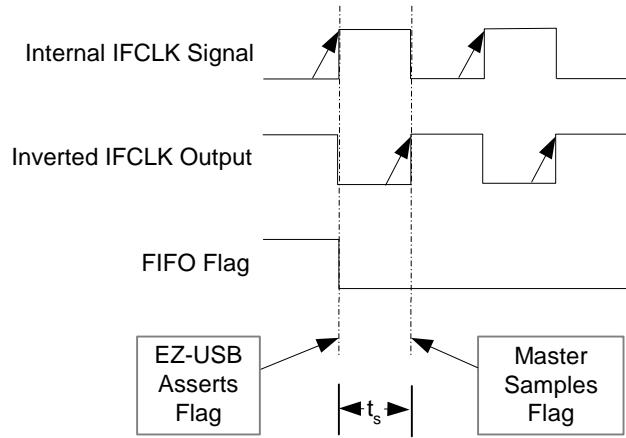 Internal IFCLK Signal
Inverted IFCLK Output
FIFO Flag
EZ-USB
Asserts
Flag
Master
Samples
Flag
ts